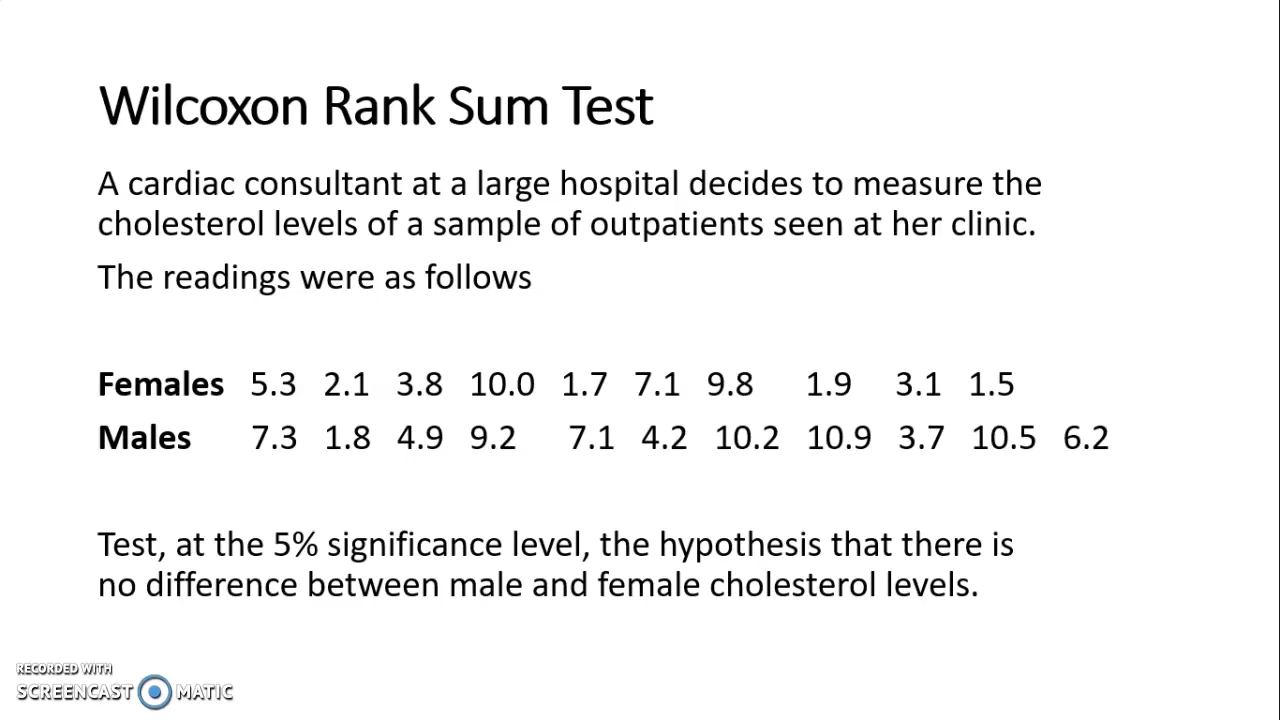 Wilcoxon Rank Sum Test
A cardiac consultant at a large hospital decides to measure the
cholesterol levels of a sample of outpatients seen at her clinic.
The readings were as follows
Females 5.3 2.1 3.8 10.0 1.7 7.1 9.8 1.9 3.1 1.5
Males 7.3 1.8 4.9 9.2 7.1 4.2 10.2 10.9 3.7 10.5 6.2
Test, at the 5% significance level, the hypothesis that there is
no difference between male and female cholesterol levels.
RECORDED WITH
SCREENCAST MATIC